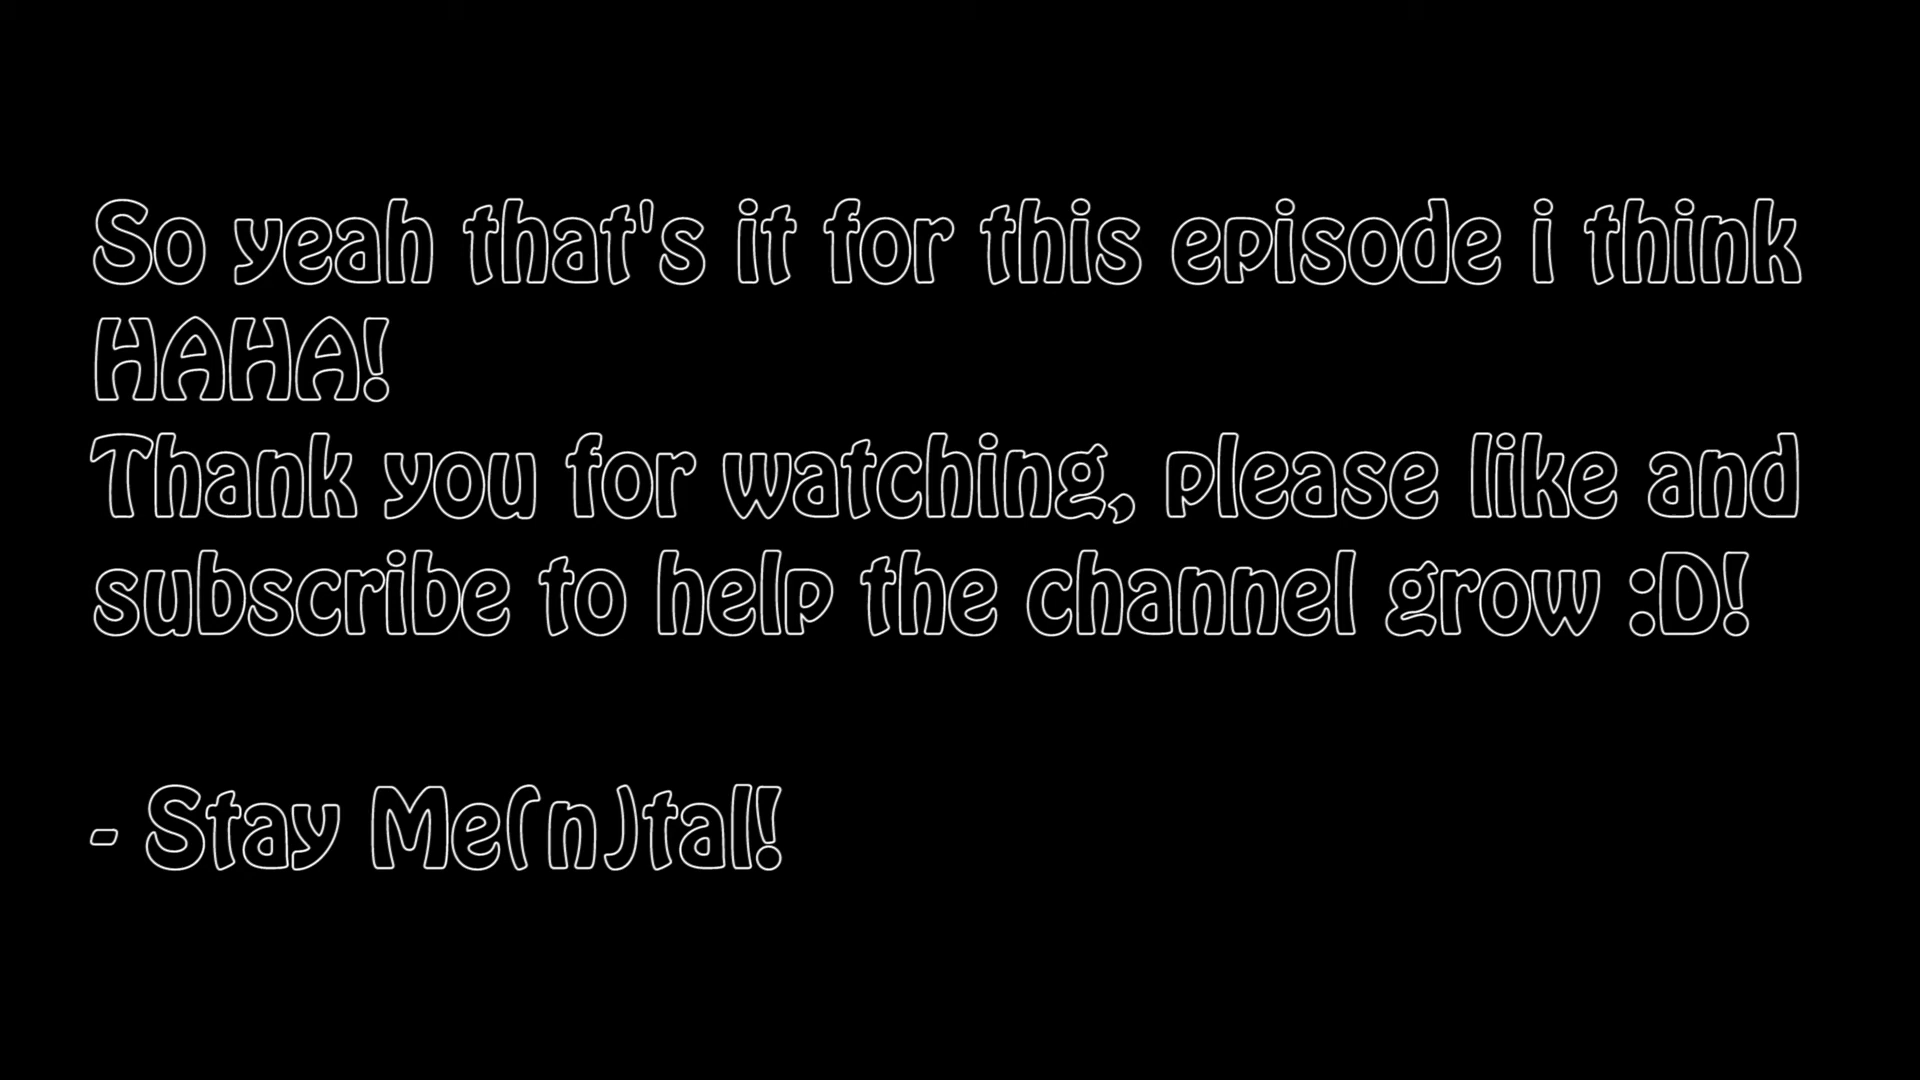 So yeah that's it for this episode i think
HAHA!
Thank you for watching, please like and
subscribe to help the channel grow :D!
- Stay Me(n)tal!